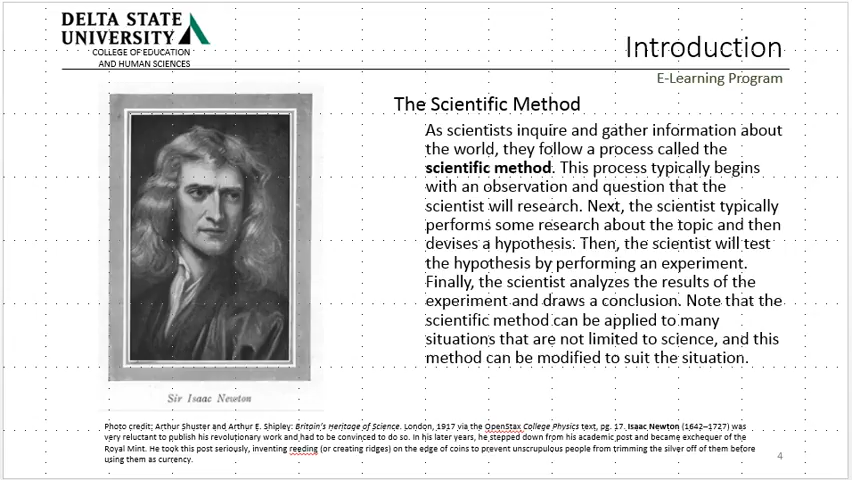 DELTA STATE
UNIVERSITY
COLLEGE OF EDUCATION
AND HUMAN SCIENCES
Introduction
E-Learning Program
The Scientific Method
As scientists inquire and gather information about
the world, they follow a process called the
scientific method. This process typically begins
with an observation and question that the
scientist will research. Next, the scientist typically
performs some research about the topic and then
devises a hypothesis. Then, the scientist will test
the hypothesis by performing an experiment.
Finally, the scientist analyzes the results of the
experiment and draws a conclusion. Note that the
scientific method can be applied to many
situations that are not limited to science, and this
method can be modified to suit the situation.
Sir Isaac Newton
Photo credit: Arthur Shuster and Arthur E. Shipley: Britain's Heritage of Science. London, 1917 via the OpenStax College Physics text, pg. 17. Isaac Newton (1642–1727) was
very reluctant to publish his revolutionary work and had to be convinced to do so. In his later years, he stepped down from his academic post and became exchequer of the
Royal Mint. He took this post seriously, inventing reeding (or creating ridges) on the edge of coins to prevent unscrupulous people from trimming the silver off of them before
using them as currency.
4